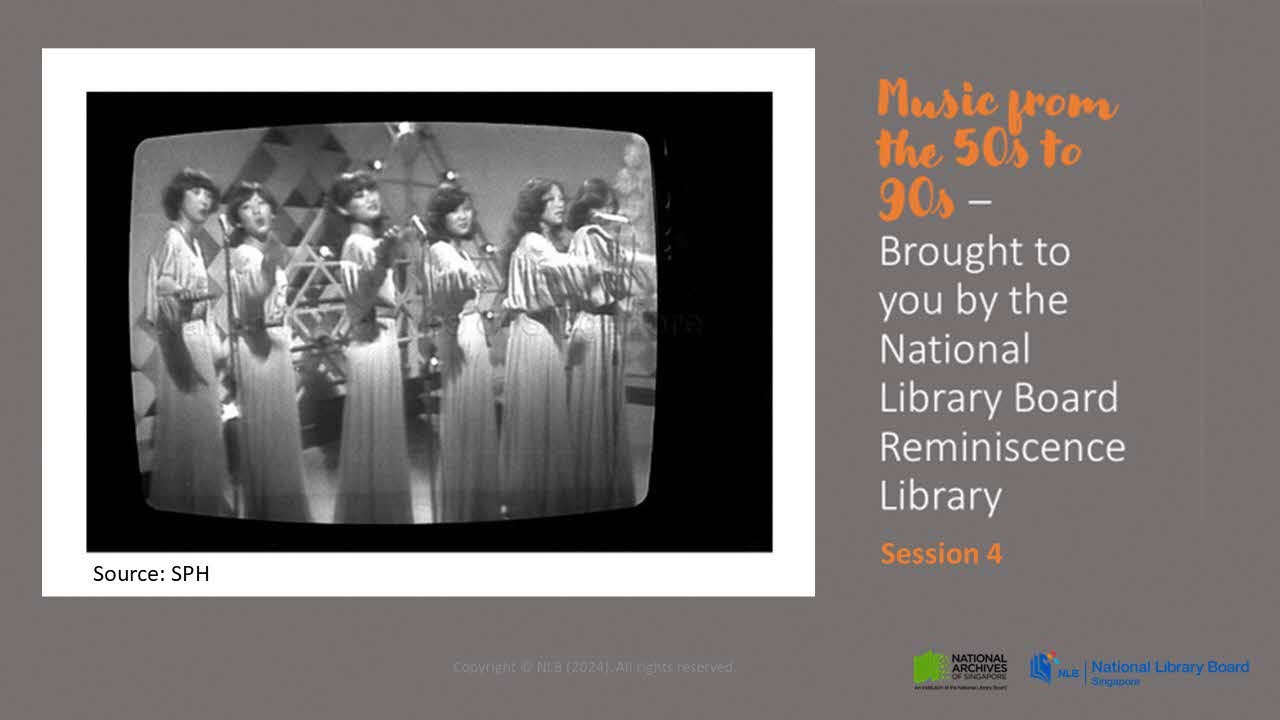 Music from
the 50s to
90s –
Brought to
you by the
National
Library Board
Reminiscence
Library
Session 4
Source: SPH
Copyright © NLB (2024). All rights reserved.
NATIONAL
ARCHIVES
OF SINGAPORE
An institution of the National Library Board
NLB
National Library Board
Singapore